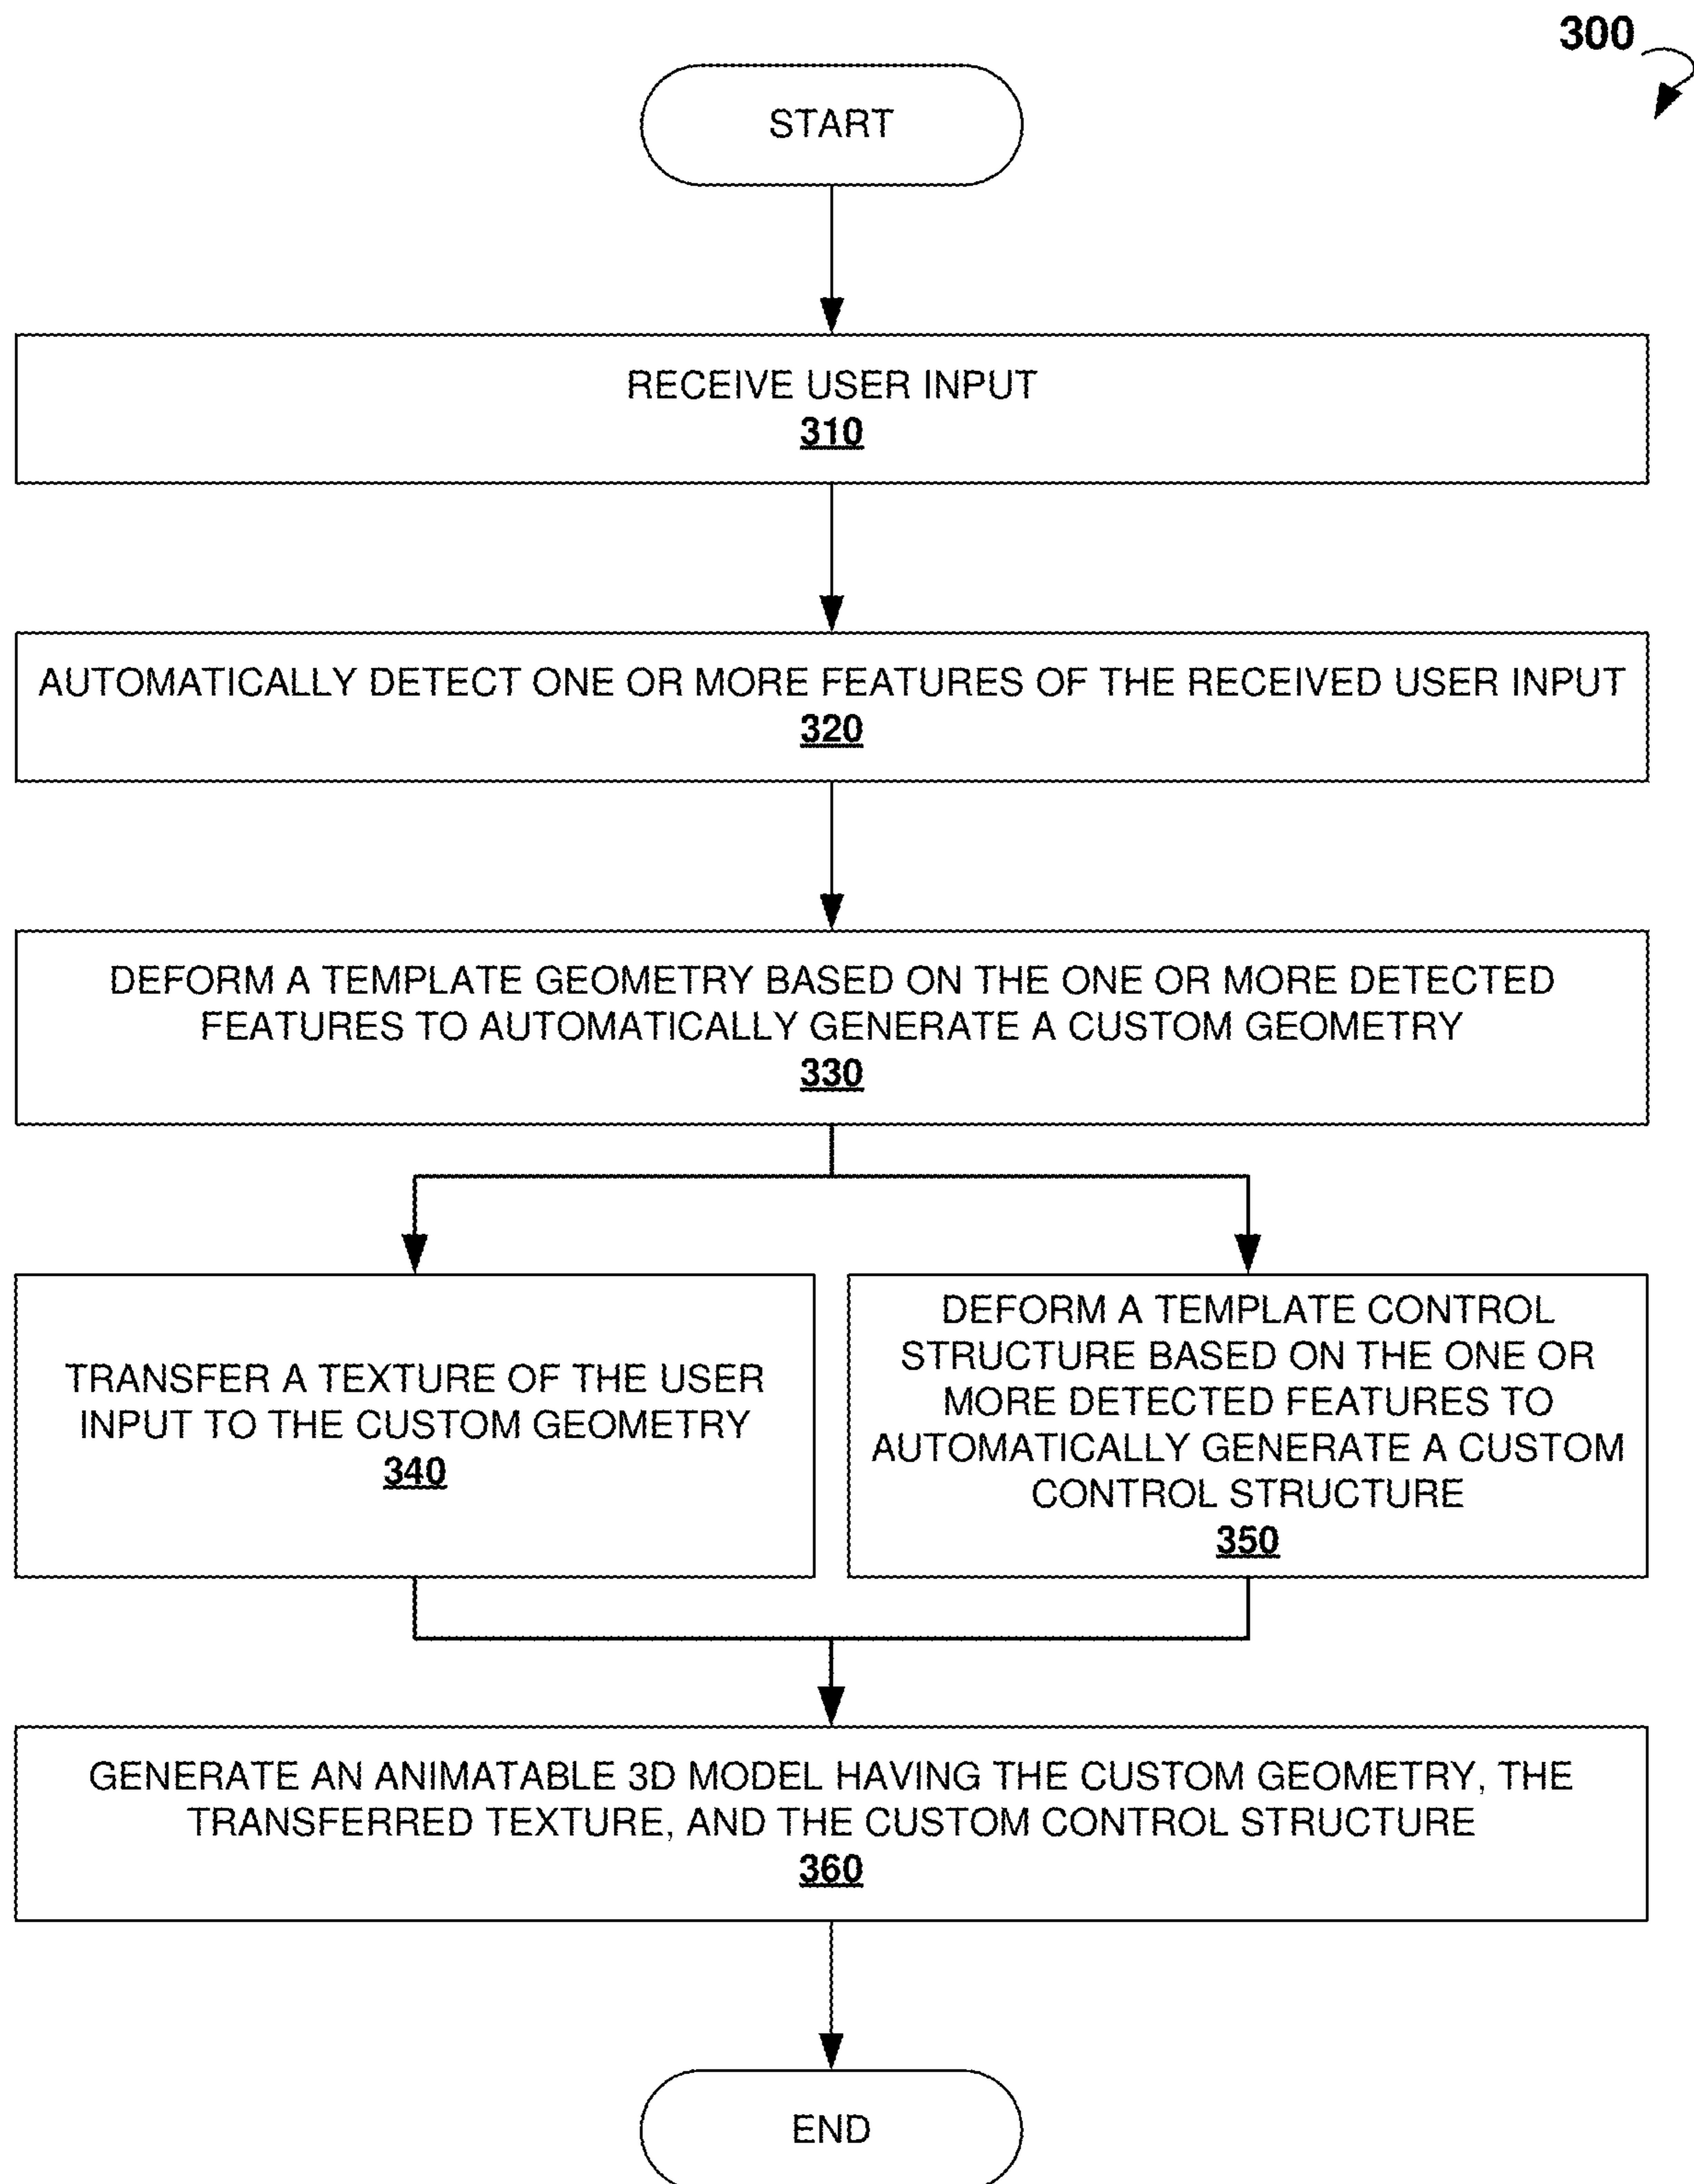 300
START
RECEIVE USER INPUT
310
AUTOMATICALLY DETECT ONE OR MORE FEATURES OF THE RECEIVED USER INPUT
320
DEFORM A TEMPLATE GEOMETRY BASED ON THE ONE OR MORE DETECTED
FEATURES TO AUTOMATICALLY GENERATE A CUSTOM GEOMETRY
330
TRANSFER A TEXTURE OF THE USER
INPUT TO THE CUSTOM GEOMETRY
340
DEFORM A TEMPLATE CONTROL
STRUCTURE BASED ON THE ONE OR
MORE DETECTED FEATURES TO
AUTOMATICALLY GENERATE A CUSTOM
CONTROL STRUCTURE
350
GENERATE AN ANIMATABLE 3D MODEL HAVING THE CUSTOM GEOMETRY, THE
TRANSFERRED TEXTURE, AND THE CUSTOM CONTROL STRUCTURE
360
END